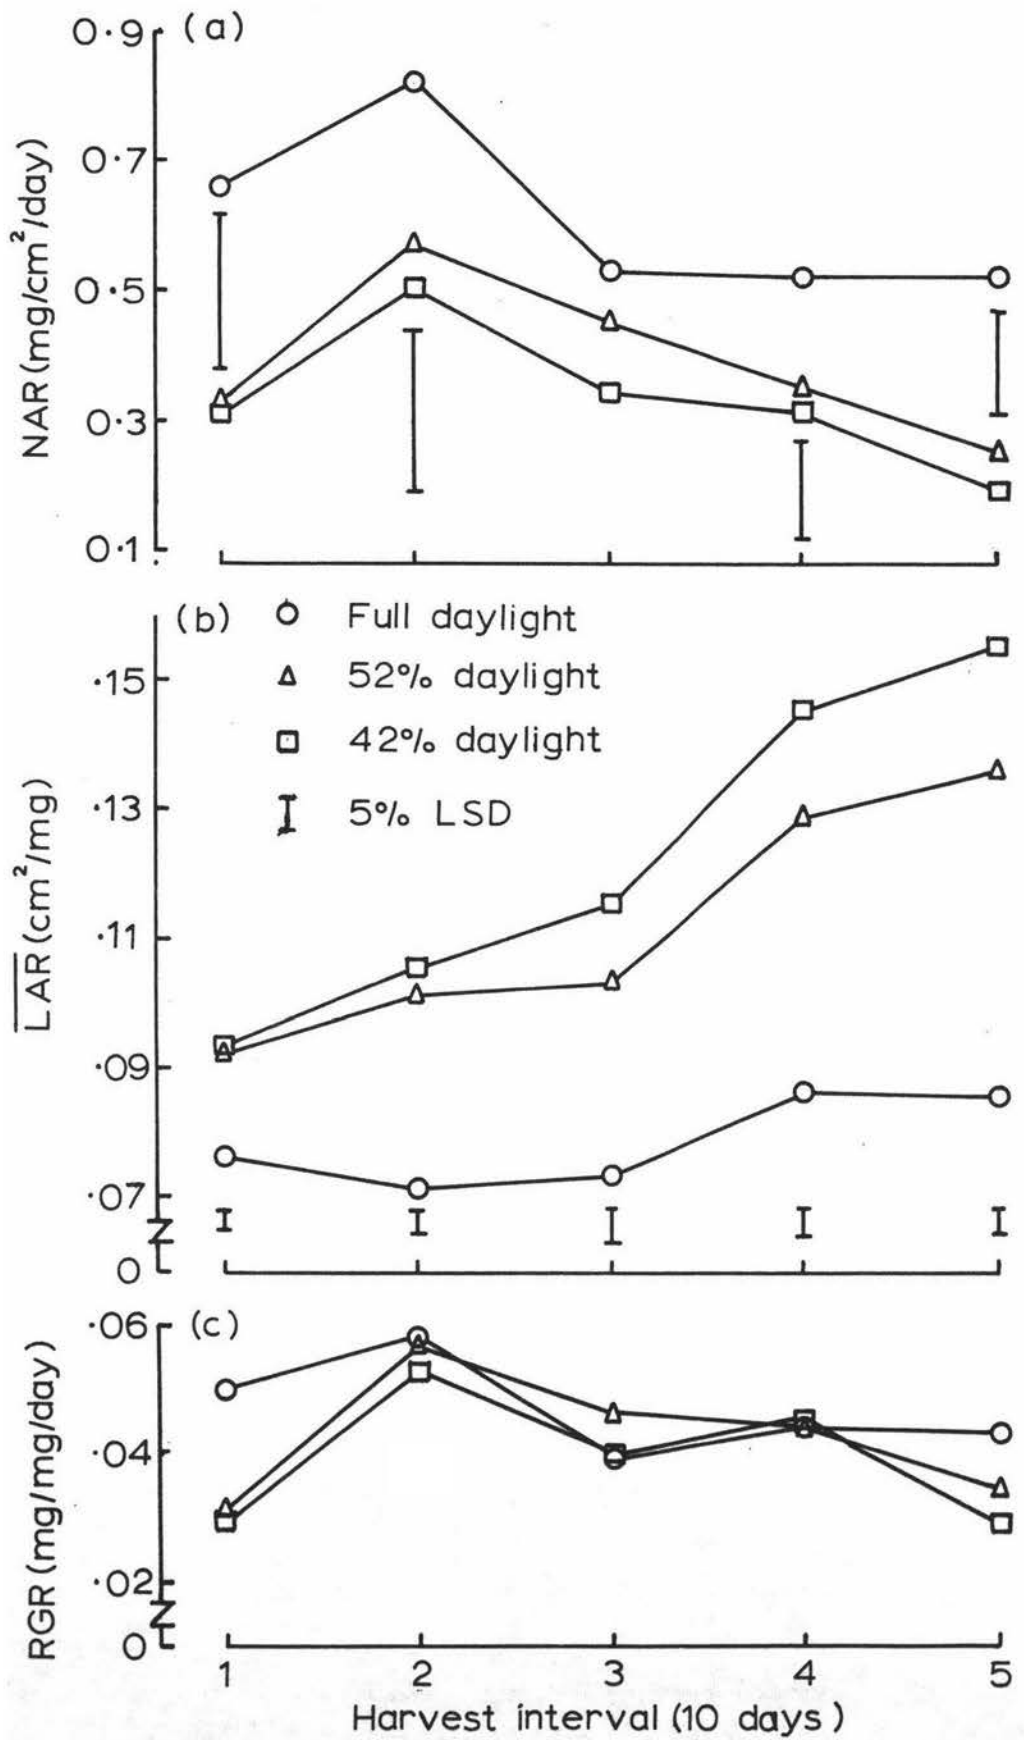 (a)
0·9
0·7
0·5
0·3
0·1
NAR (mg/cm²/day)
(b)
Full daylight
52% daylight
42% daylight
5% LSD
·15
·13
·11
·09
·07
0
L̅A̅R̅ (cm²/mg)
(c)
·06
·04
·02
0
RGR (mg/mg/day)
1 2 3 4 5
Harvest interval (10 days)